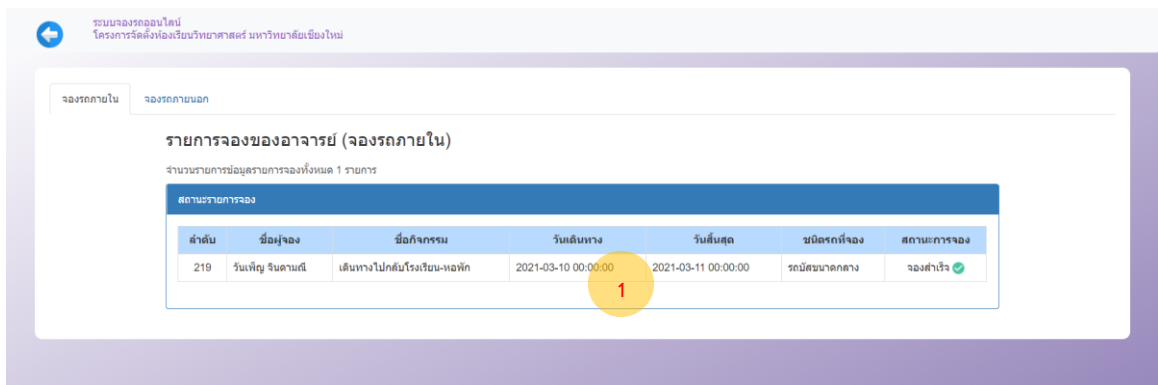 ระบบจองรถออนไลน์
โครงการจัดตั้งห้องเรียนวิทยาศาสตร์ มหาวิทยาลัยเชียงใหม่
จองรถภายใน จองรถภายนอก
รายการจองของอาจารย์ (จองรถภายใน)
จำนวนรายการข้อมูลรายการจองทั้งหมด 1 รายการ
สถานะรายการจอง
ลำดับ ชื่อผู้จอง ชื่อกิจกรรม วันเดินทาง วันสิ้นสุด ชนิดรถที่จอง สถานะการจอง
219 วันเพ็ญ จินดามณี เดินทางไปกลับโรงเรียน-หอพัก 2021-03-10 00:00:00 2021-03-11 00:00:00 รถบัสขนาดกลาง จองสำเร็จ
1